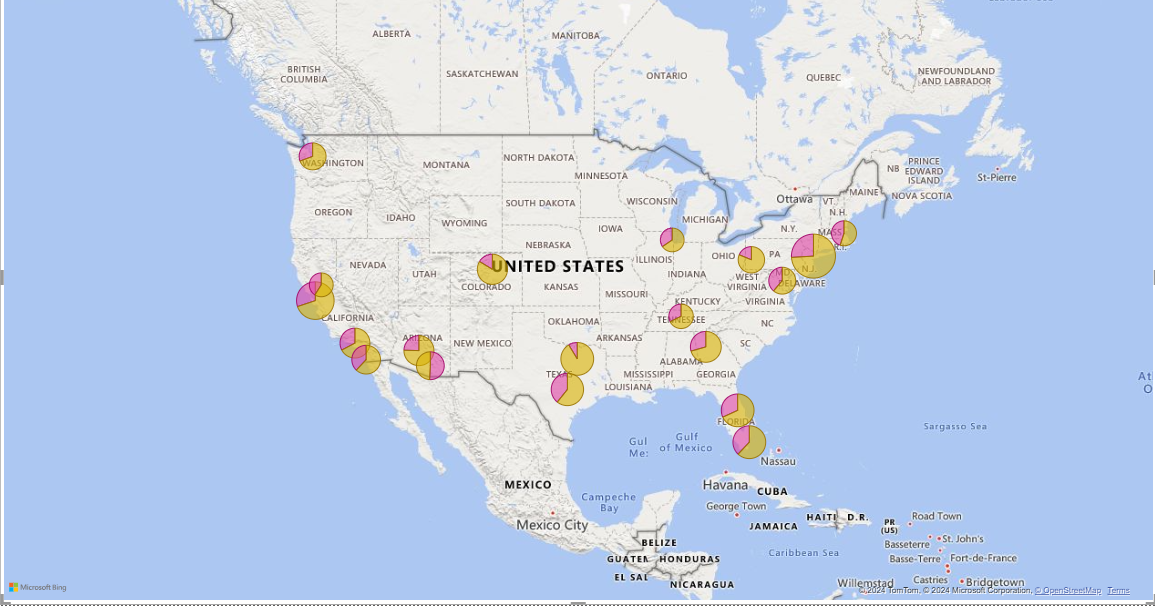 ALBERTA
MANITOBA
BRITISH
COLUMBIA
SASKATCHEWAN
ONTARIO
QUEBEC
NEWFOUNDLAND
AND LABRADOR
WASHINGTON
MONTANA
NORTH DAKOTA
MINNESOTA
NB
PRINCE
EDWARD
ISLAND
St-Pierre
Ottawa
MAINE
NOVA SCOTIA
OREGON
IDAHO
SOUTH DAKOTA
WISCONSIN
MICHIGAN
VT.
N.H.
WYOMING
IOWA
N.Y.
MASS
R.I.
NEBRASKA
ILLINOIS
OHIO
PA
NEVADA
UTAH
UNITED STATES
INDIANA
WEST
VIRGINIA
MD
N.J.
DELAWARE
COLORADO
KANSAS
MISSOURI
KENTUCKY
VIRGINIA
CALIFORNIA
OKLAHOMA
TENNESSEE
NC
ARIZONA
NEW MEXICO
ARKANSAS
SC
ALABAMA
TEXAS
MISSISSIPPI
GEORGIA
LOUISIANA
FLORIDA
Sargasso Sea
Gul
Me:
Gulf
of Mexico
Nassau
MEXICO
Havana
CUBA
Campeche
Bay
George Town
HAITI
D.R.
PR
(US)
Road Town
Mexico City
JAMAICA
St. John's
BELIZE
Basseterre
Caribbean Sea
Basse-Terre
Fort-de-France
GUATEM
HONDURAS
EL SAL
Castries
NICARAGUA
Willemstad
Bridgetown
Microsoft Bing
© 2024 TomTom, © 2024 Microsoft Corporation, © OpenStreetMap Terms